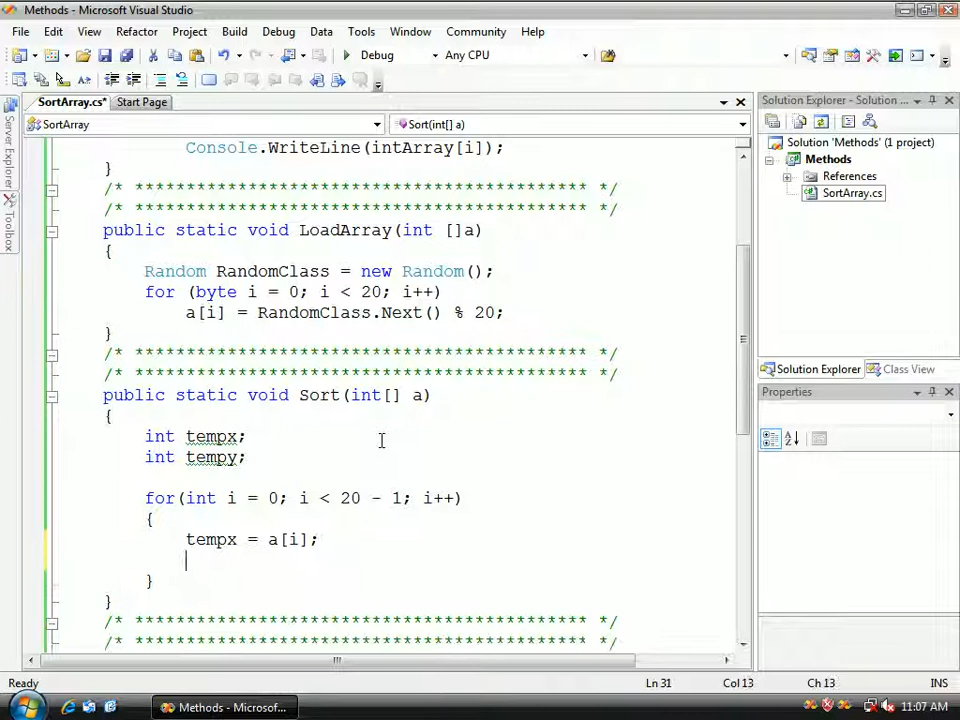 Methods - Microsoft Visual Studio
File Edit View Refactor Project Build Debug Data Tools Window Community Help
Debug Any CPU
SortArray.cs* Start Page
SortArray Sort(int[] a)
Server Explorer
Toolbox
Console.WriteLine(intArray[i]);
}
/* ******************************************** */
/* ******************************************** */
public static void LoadArray(int []a)
{
Random RandomClass = new Random();
for (byte i = 0; i < 20; i++)
a[i] = RandomClass.Next() % 20;
}
/* ******************************************** */
/* ******************************************** */
public static void Sort(int[] a)
{
int tempx;
int tempy;
for(int i = 0; i < 20 - 1; i++)
{
tempx = a[i];
}
}
/* ******************************************** */
/* ******************************************** */
Solution Explorer - Solution ...
Solution 'Methods' (1 project)
Methods
References
SortArray.cs
Solution Explorer Class View
Properties
Ready Ln 31 Col 13 Ch 13 INS
Methods - Microsof... 11:07 AM